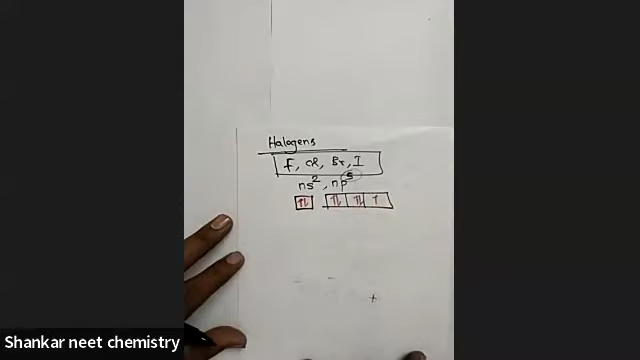 Halogens
F, Cl, Br, I
ns², np⁵
↑↓ ↑↓ ↑↓ ↑
+
Shankar neet chemistry